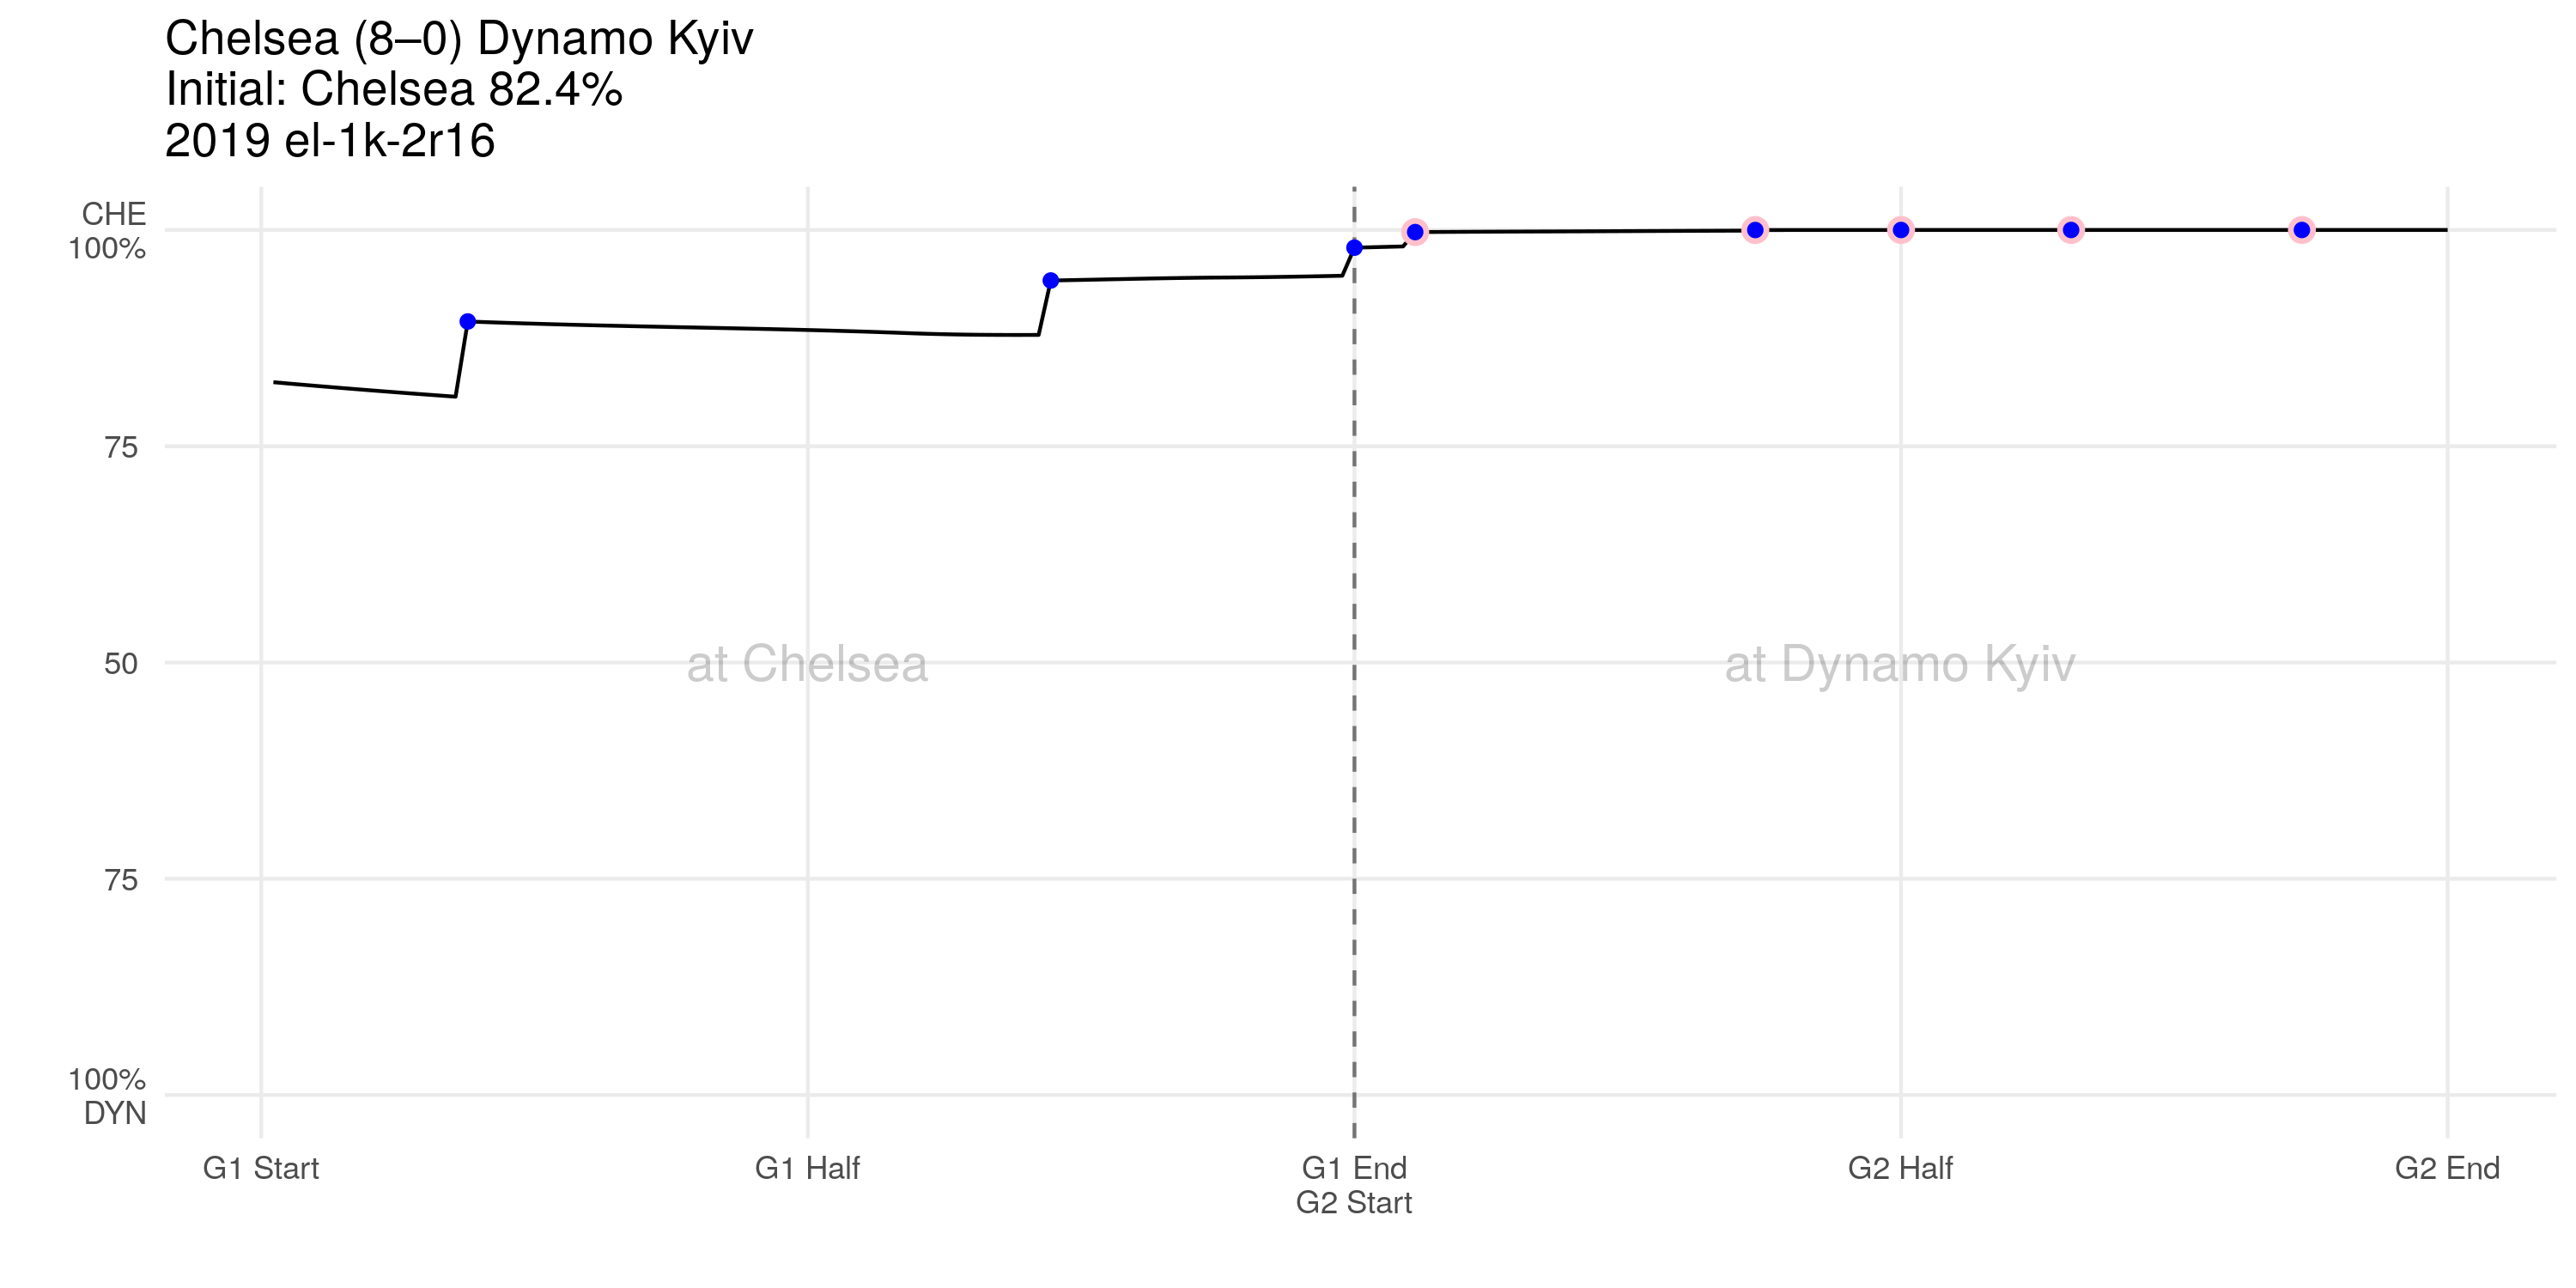 Chelsea (8–0) Dynamo Kyiv
Initial: Chelsea 82.4%
2019 el-1k-2r16
CHE
100%
75
50
75
100%
DYN
at Chelsea
at Dynamo Kyiv
G1 Start
G1 Half
G1 End
G2 Start
G2 Half
G2 End